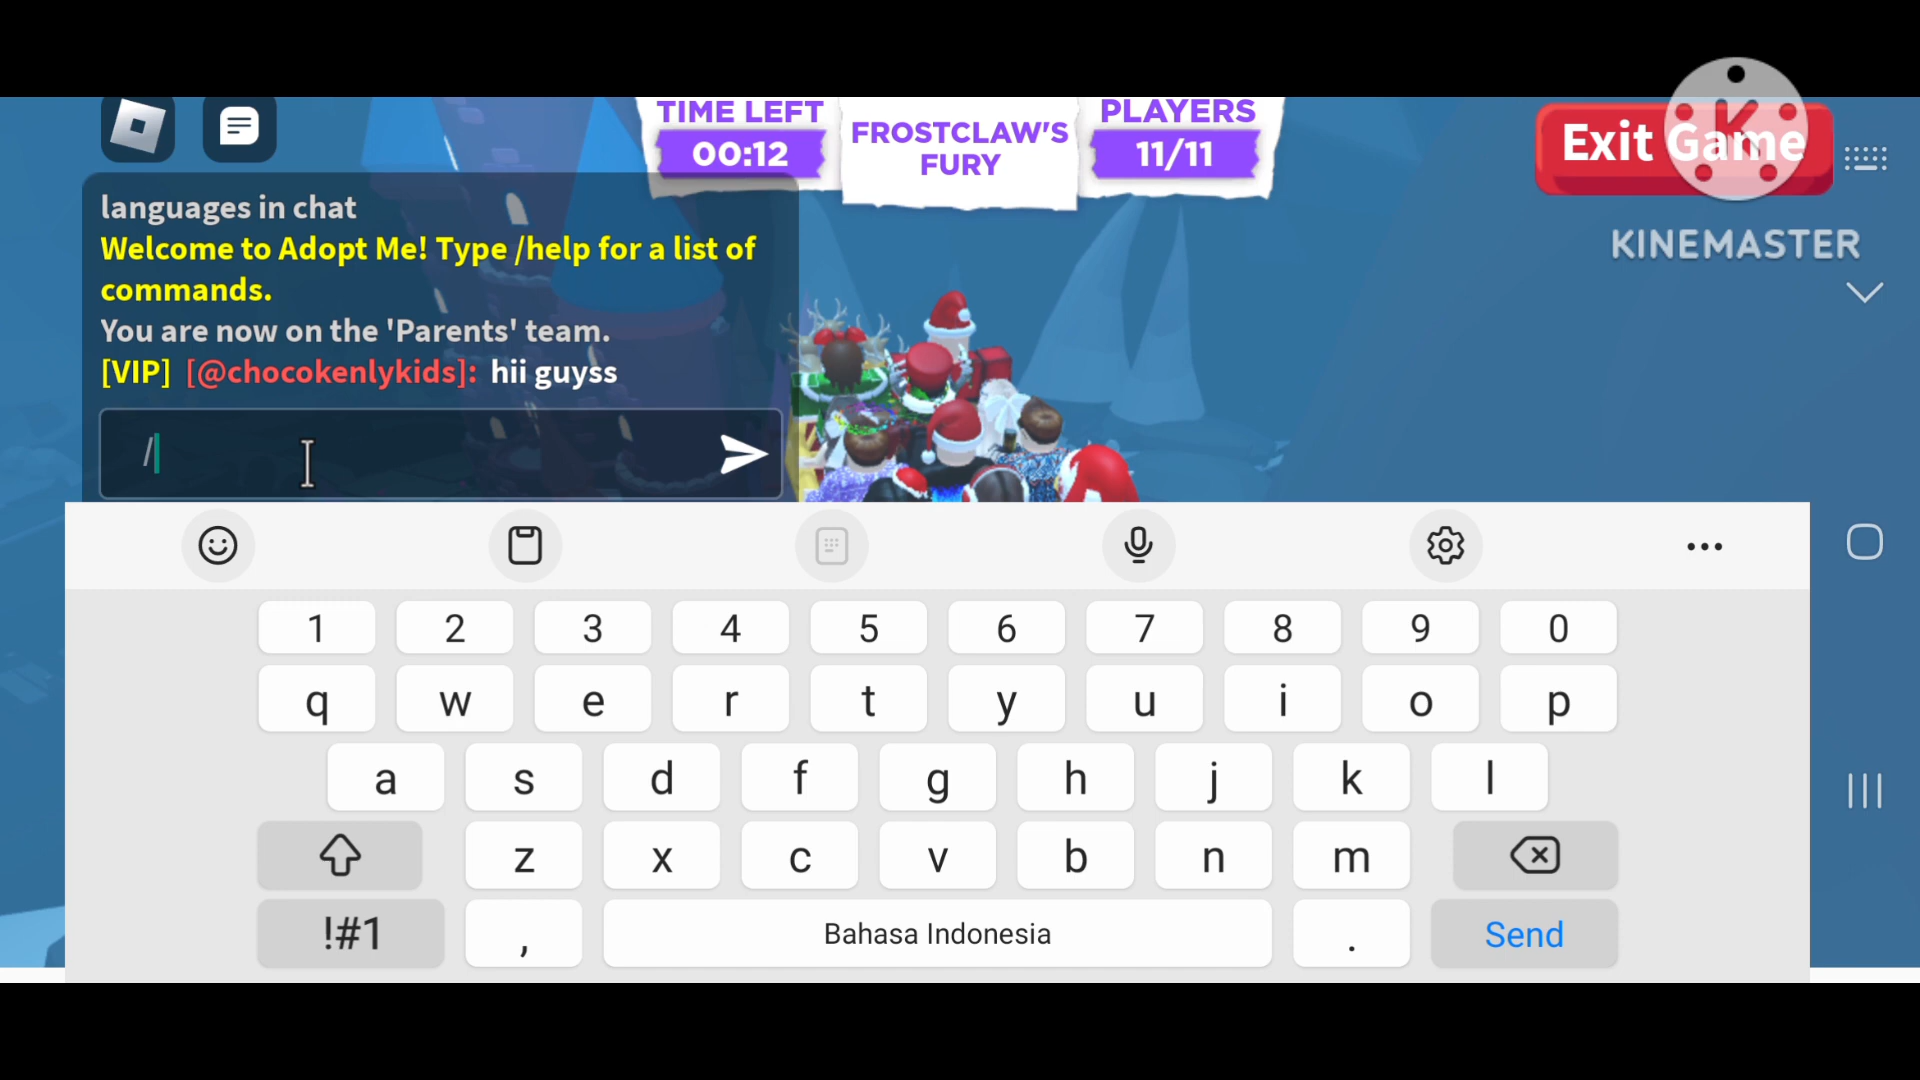 TIME LEFT
00:12
FROSTCLAW'S
FURY
PLAYERS
11/11
Exit Game
K
KINEMASTER
languages in chat
Welcome to Adopt Me! Type /help for a list of
commands.
You are now on the 'Parents' team.
[VIP] [@chocokenlykids]: hii guyss
/
1 2 3 4 5 6 7 8 9 0
q w e r t y u i o p
a s d f g h j k l
z x c v b n m
!#1 , Bahasa Indonesia . Send